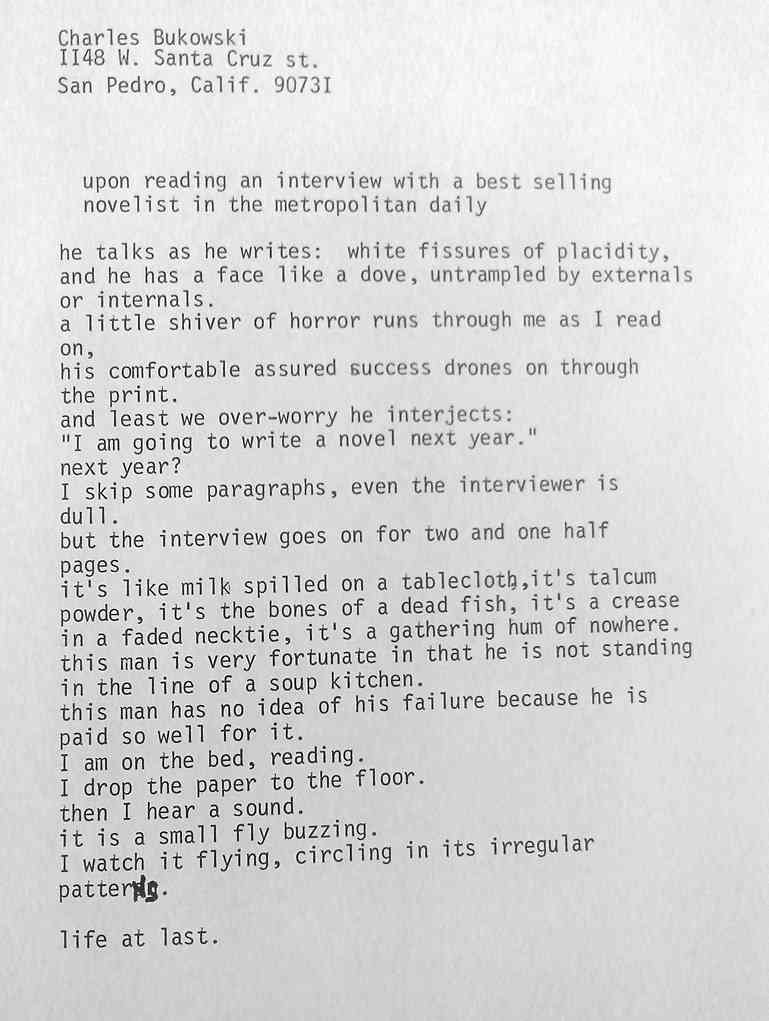 Charles Bukowski
II48 W. Santa Cruz st.
San Pedro, Calif. 9073I
upon reading an interview with a best selling
novelist in the metropolitan daily
he talks as he writes:  white fissures of placidity,
and he has a face like a dove, untrampled by externals
or internals.
a little shiver of horror runs through me as I read
on,
his comfortable assured success drones on through
the print.
and least we over-worry he interjects:
"I am going to write a novel next year."
next year?
I skip some paragraphs, even the interviewer is
dull.
but the interview goes on for two and one half
pages.
it's like milk spilled on a tablecloth,it's talcum
powder, it's the bones of a dead fish, it's a crease
in a faded necktie, it's a gathering hum of nowhere.
this man is very fortunate in that he is not standing
in the line of a soup kitchen.
this man has no idea of his failure because he is
paid so well for it.
I am on the bed, reading.
I drop the paper to the floor.
then I hear a sound.
it is a small fly buzzing.
I watch it flying, circling in its irregular
patterns.
life at last.